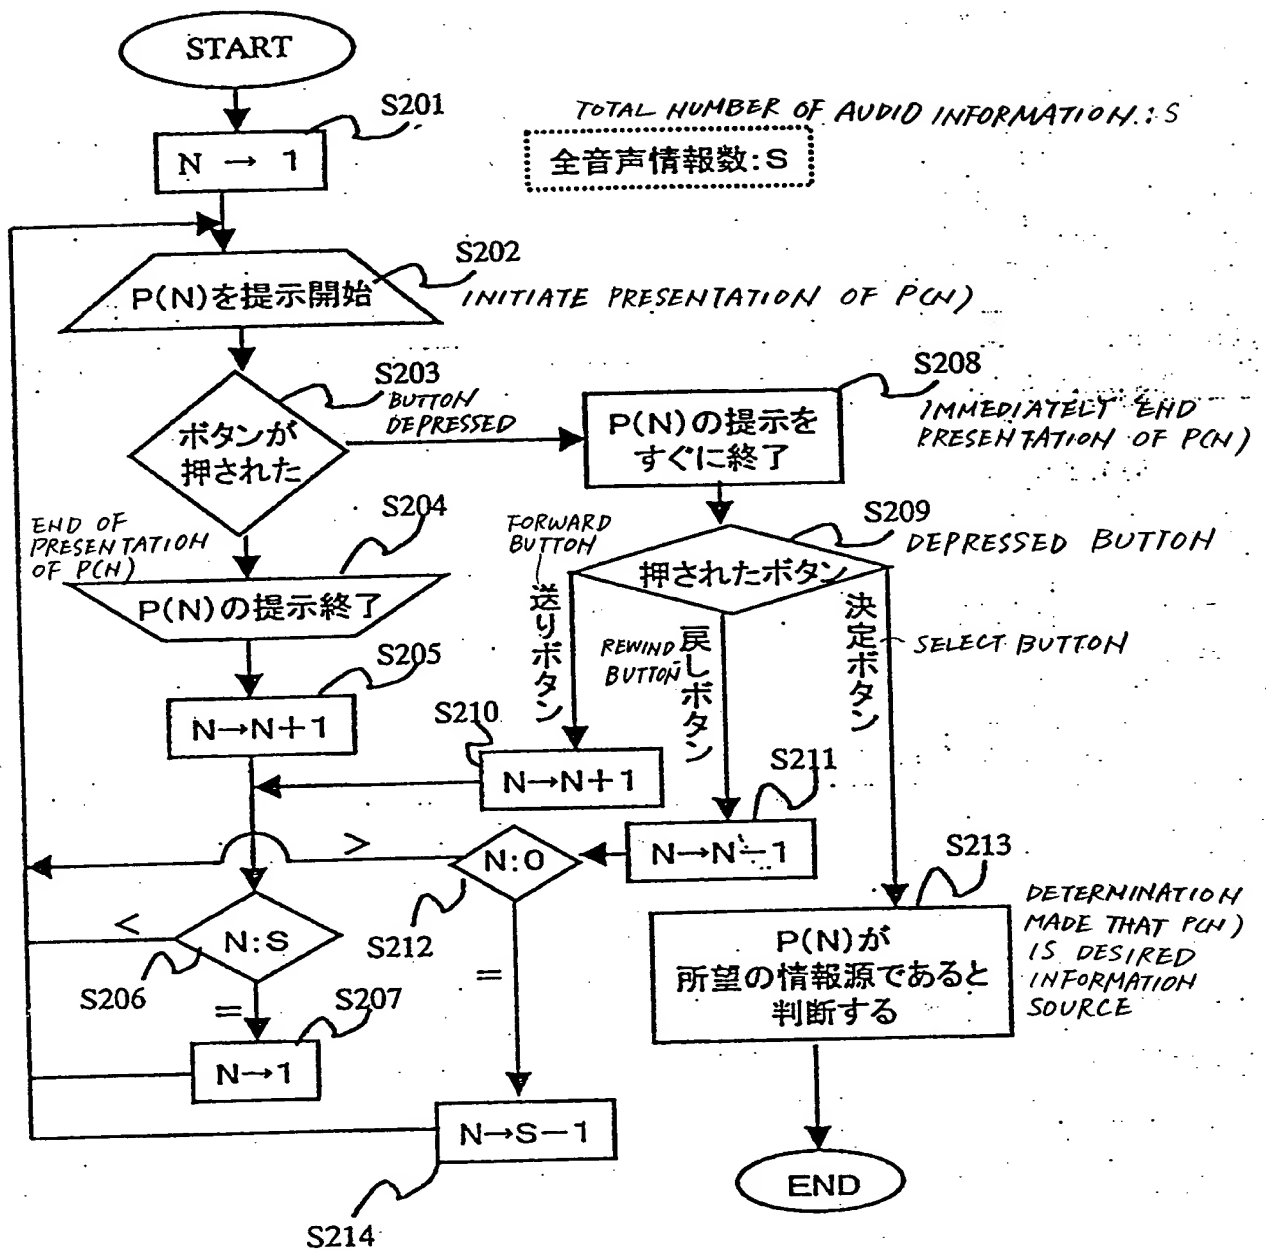 START
S201
N → 1
TOTAL NUMBER OF AUDIO INFORMATION.: S
全音声情報数:S
S202
P(N)を提示開始
INITIATE PRESENTATION OF P(N)
S203
BUTTON
DEPRESSED
ボタンが
押された
S208
P(N)の提示を
すぐに終了
IMMEDIATELY END
PRESENTATION OF P(N)
S204
END OF
PRESENTATION
OF P(N)
P(N)の提示終了
S209
DEPRESSED BUTTON
押されたボタン
FORWARD
BUTTON
送りボタン
REWIND
BUTTON
戻しボタン
決定ボタン
SELECT BUTTON
S205
N→N+1
S210
N→N+1
S211
N→N-1
>
N:0
S212
=
<
N:S
S206
=
S207
N→1
S213
P(N)が
所望の情報源であると
判断する
DETERMINATION
MADE THAT P(N)
IS DESIRED
INFORMATION
SOURCE
N→S-1
S214
END